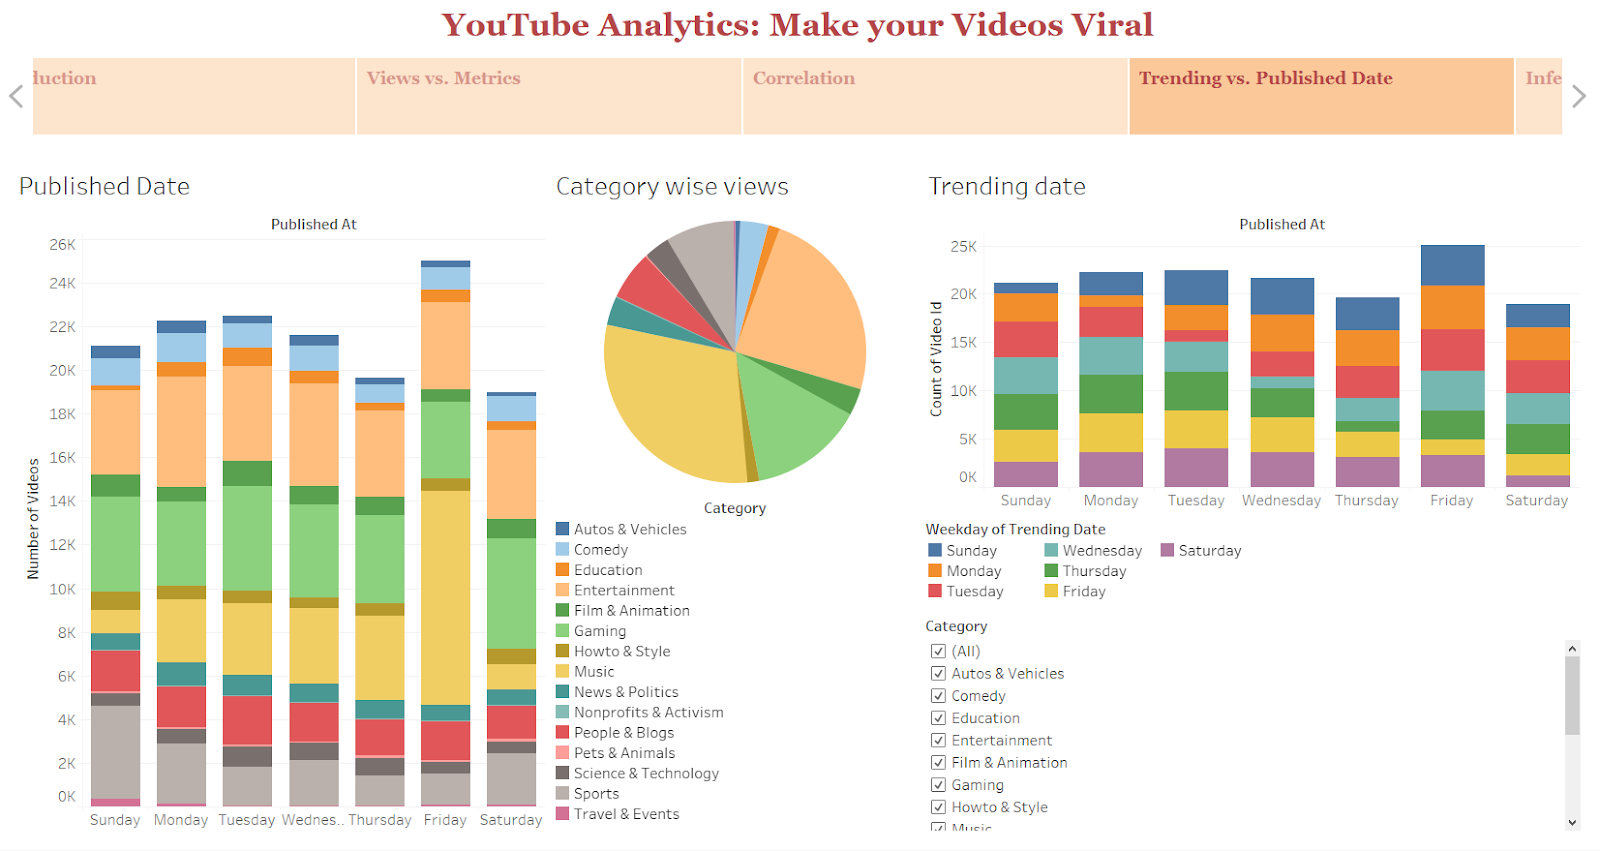 YouTube Analytics: Make your Videos Viral
duction
Views vs. Metrics
Correlation
Trending vs. Published Date
Infe
Published Date
Published At
26K
24K
22K
20K
18K
16K
14K
12K
10K
8K
6K
4K
2K
0K
Number of Videos
Sunday Monday Tuesday Wednes.. Thursday Friday Saturday
Category wise views
Category
Autos & Vehicles
Comedy
Education
Entertainment
Film & Animation
Gaming
Howto & Style
Music
News & Politics
Nonprofits & Activism
People & Blogs
Pets & Animals
Science & Technology
Sports
Travel & Events
Trending date
Published At
25K
20K
15K
10K
5K
0K
Count of Video Id
Sunday Monday Tuesday Wednesday Thursday Friday Saturday
Weekday of Trending Date
Sunday Wednesday Saturday
Monday Thursday
Tuesday Friday
Category
(All)
Autos & Vehicles
Comedy
Education
Entertainment
Film & Animation
Gaming
Howto & Style
Music